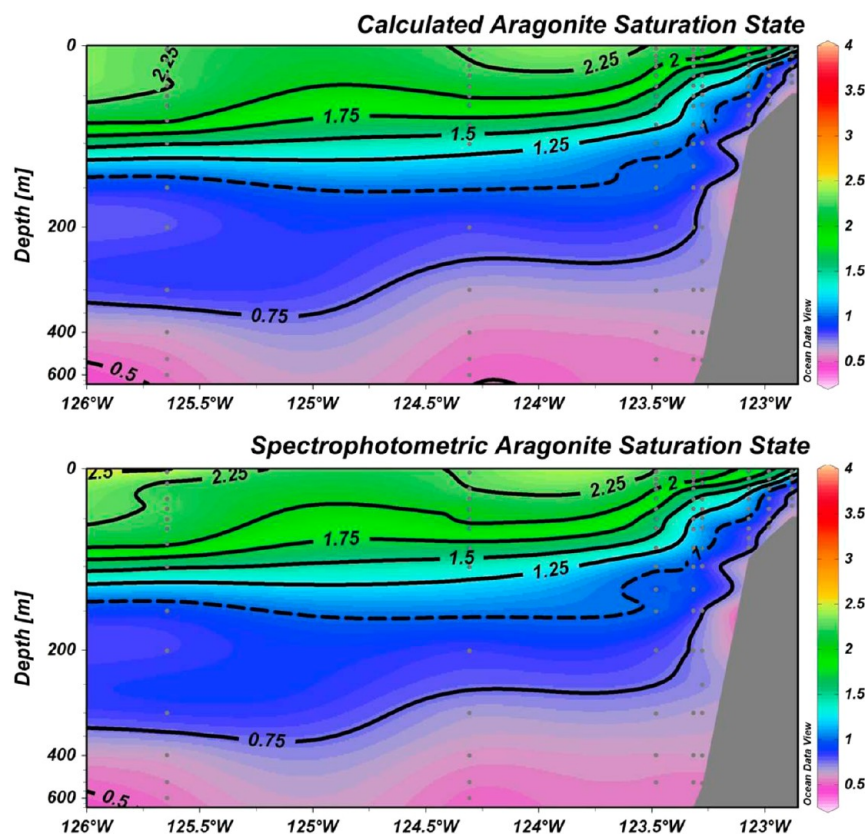 Calculated Aragonite Saturation State
0
200
400
600
Depth [m]
2.25
2.25
2
1.75
1.5
1.25
1
0.75
0.5
126°W
125.5°W
125°W
124.5°W
124°W
123.5°W
123°W
Ocean Data View
4
3.5
3
2.5
2
1.5
1
0.5
Spectrophotometric Aragonite Saturation State
0
200
400
600
Depth [m]
2.5
2.25
2.25
2
1.75
1.5
1.25
1
0.75
0.5
126°W
125.5°W
125°W
124.5°W
124°W
123.5°W
123°W
Ocean Data View
4
3.5
3
2.5
2
1.5
1
0.5